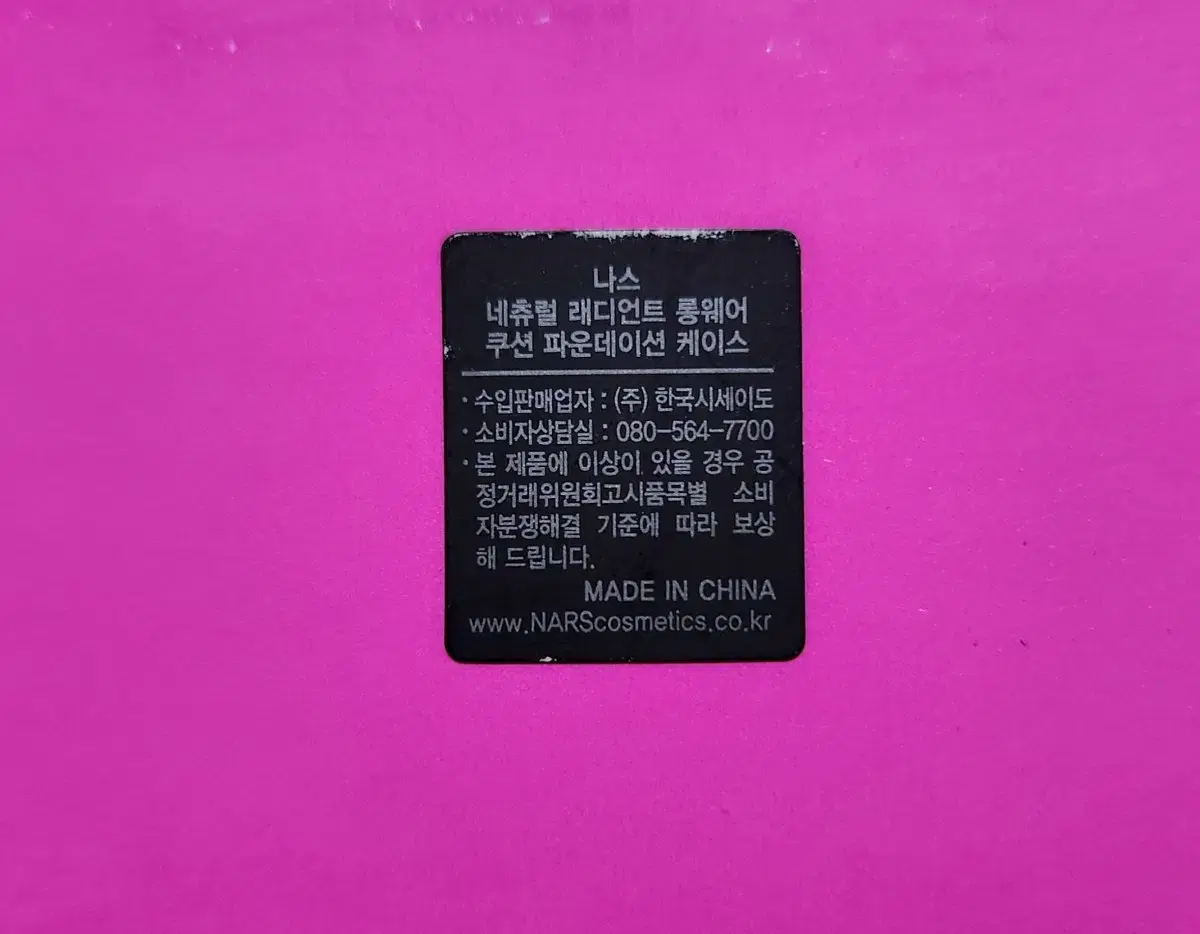 나스
네츄럴 래디언트 롱웨어
쿠션 파운데이션 케이스
· 수입판매업자 : (주) 한국시세이도
· 소비자상담실 : 080-564-7700
· 본 제품에 이상이 있을 경우 공
정거래위원회고시품목별 소비
자분쟁해결 기준에 따라 보상
해 드립니다.
MADE IN CHINA
www.NARScosmetics.co.kr